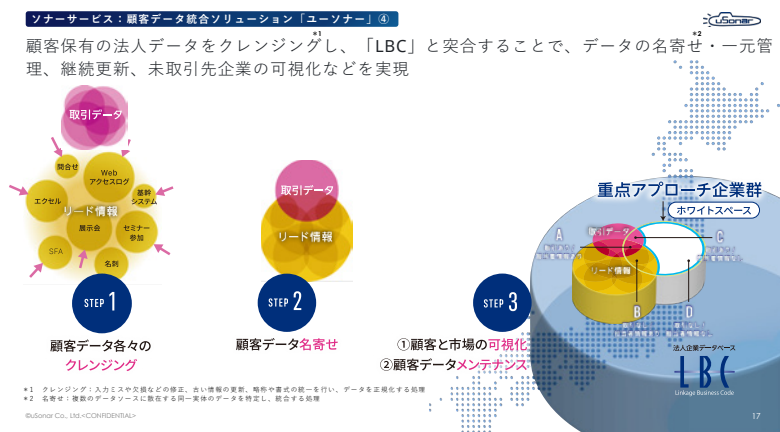 ソナーサービス：顧客データ統合ソリューション「ユーソナー」④
uSonar
顧客保有の法人データをクレンジング*1し、「LBC」と突合することで、データの名寄せ*2・一元管
理、継続更新、未取引先企業の可視化などを実現
取引データ
問合せ
Web
アクセスログ
基幹
システム
エクセル
リード情報
展示会
セミナー
参加
SFA
名刺
STEP 1
顧客データ各々の
クレンジング
取引データ
リード情報
STEP 2
顧客データ名寄せ
STEP 3
①顧客と市場の可視化
②顧客データメンテナンス
重点アプローチ企業群
ホワイトスペース
取引データ
リード情報
A
B
C
D
法人企業データベース
LBC
Linkage Business Code
*1 クレンジング：入力ミスや欠損などの修正、古い情報の更新、略称や書式の統一を行い、データを正規化する処理
*2 名寄せ：複数のデータソースに散在する同一実体のデータを特定し、統合する処理
©uSonar Co., Ltd.<CONFIDENTIAL>
17